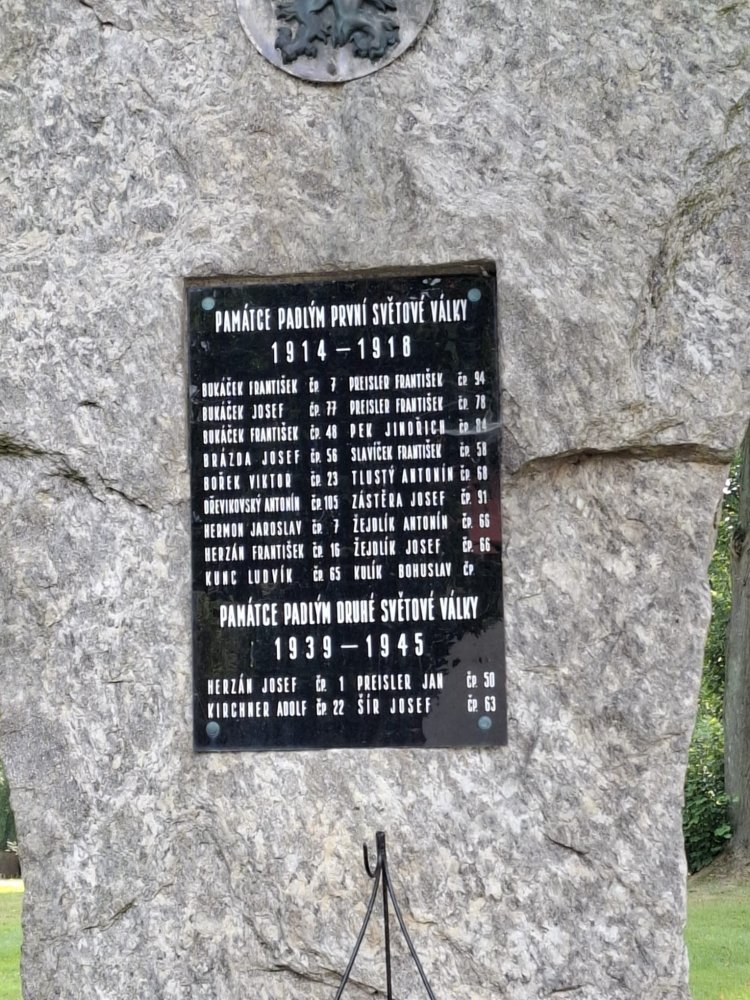 PAMÁTCE PADLÝM PRVNÍ SVĚTOVÉ VÁLKY
1914 – 1918
BUKÁČEK FRANTIŠEK ČP. 7 PREISLER FRANTIŠEK ČP. 94
BUKÁČEK JOSEF ČP. 77 PREISLER FRANTIŠEK ČP. 78
BUKÁČEK FRANTIŠEK ČP. 48 PEK JINDŘICH ČP. 84
BRÁZDA JOSEF ČP. 56 SLAVÍČEK FRANTIŠEK ČP. 58
BOŘEK VIKTOR ČP. 23 TLUSTÝ ANTONÍN ČP. 68
DŘEVIKOVSKÝ ANTONÍN ČP. 105 ZÁSTĚRA JOSEF ČP. 91
HERMON JAROSLAV ČP. 7 ŽEJDLÍK ANTONÍN ČP. 66
HERZÁN FRANTIŠEK ČP. 16 ŽEJDLÍK JOSEF ČP. 66
KUNC LUDVÍK ČP. 65 KULÍK BOHUSLAV ČP.
PAMÁTCE PADLÝM DRUHÉ SVĚTOVÉ VÁLKY
1939 – 1945
HERZÁN JOSEF ČP. 1 PREISLER JAN ČP. 50
KIRCHNER ADOLF ČP. 22 ŠÍR JOSEF ČP. 63